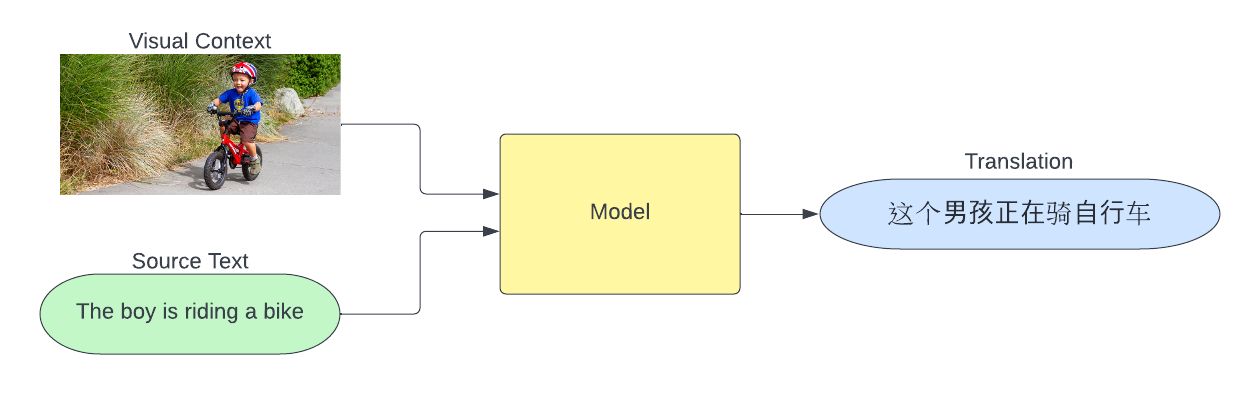 Visual Context
Source Text
The boy is riding a bike
Model
Translation
这个男孩正在骑自行车